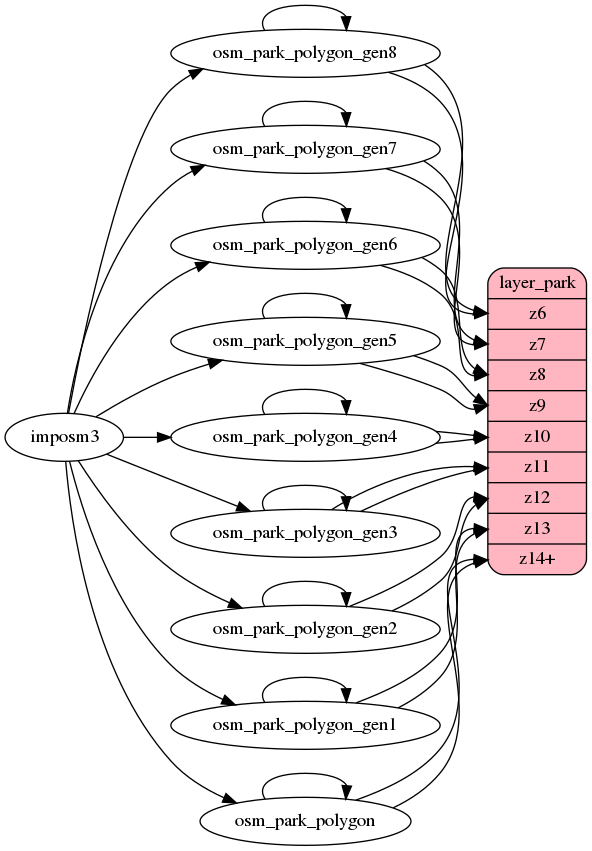 osm_park_polygon_gen8
osm_park_polygon_gen7
osm_park_polygon_gen6
osm_park_polygon_gen5
imposm3
osm_park_polygon_gen4
osm_park_polygon_gen3
osm_park_polygon_gen2
osm_park_polygon_gen1
osm_park_polygon
layer_park
z6
z7
z8
z9
z10
z11
z12
z13
z14+